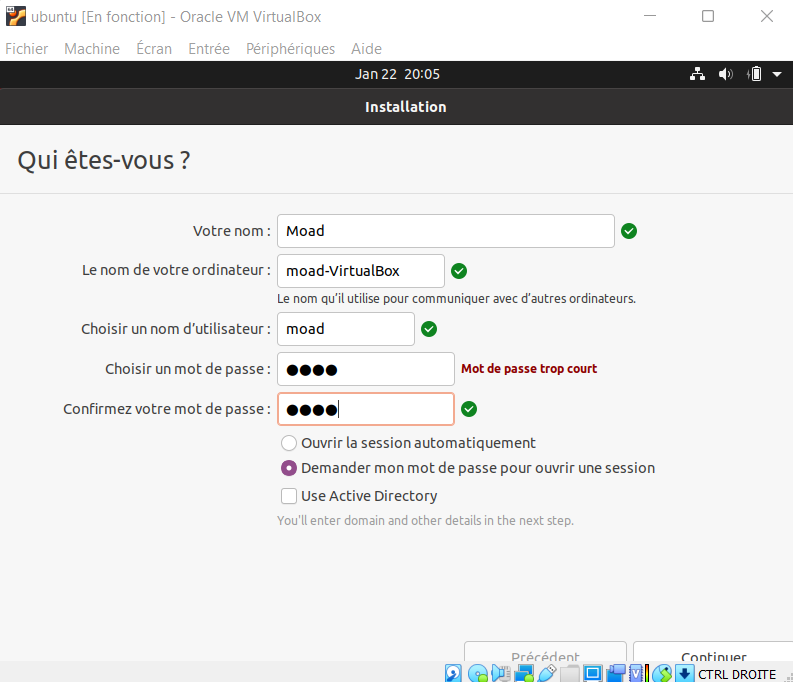 ubuntu [En fonction] - Oracle VM VirtualBox
Fichier Machine Écran Entrée Périphériques Aide
Jan 22 20:05
Installation
Qui êtes-vous ?
Votre nom : Moad
Le nom de votre ordinateur : moad-VirtualBox
Le nom qu’il utilise pour communiquer avec d’autres ordinateurs.
Choisir un nom d’utilisateur : moad
Choisir un mot de passe : ●●●● Mot de passe trop court
Confirmez votre mot de passe : ●●●●
Ouvrir la session automatiquement
Demander mon mot de passe pour ouvrir une session
Use Active Directory
You'll enter domain and other details in the next step.
Précédent Continuer
CTRL DROITE